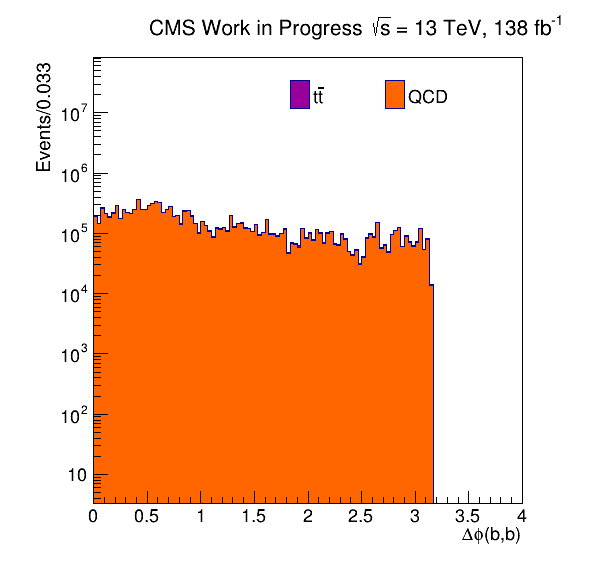 CMS Work in Progress √s = 13 TeV, 138 fb⁻¹
Events/0.033
tt̄
QCD
10⁷
10⁶
10⁵
10⁴
10³
10²
10
0 0.5 1 1.5 2 2.5 3 3.5 4
Δϕ(b,b)